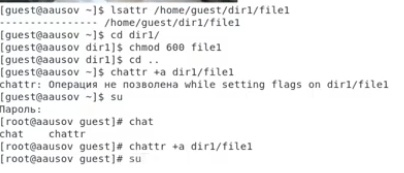 [guest@aausov ~]$ lsattr /home/guest/dir1/file1
---------------- /home/guest/dir1/file1
[guest@aausov ~]$ cd dir1/
[guest@aausov dir1]$ chmod 600 file1
[guest@aausov dir1]$ cd ..
[guest@aausov ~]$ chattr +a dir1/file1
chattr: Операция не позволена while setting flags on dir1/file1
[guest@aausov ~]$ su
Пароль:
[root@aausov guest]# chat
chat    chattr
[root@aausov guest]# chattr +a dir1/file1
[root@aausov guest]# su